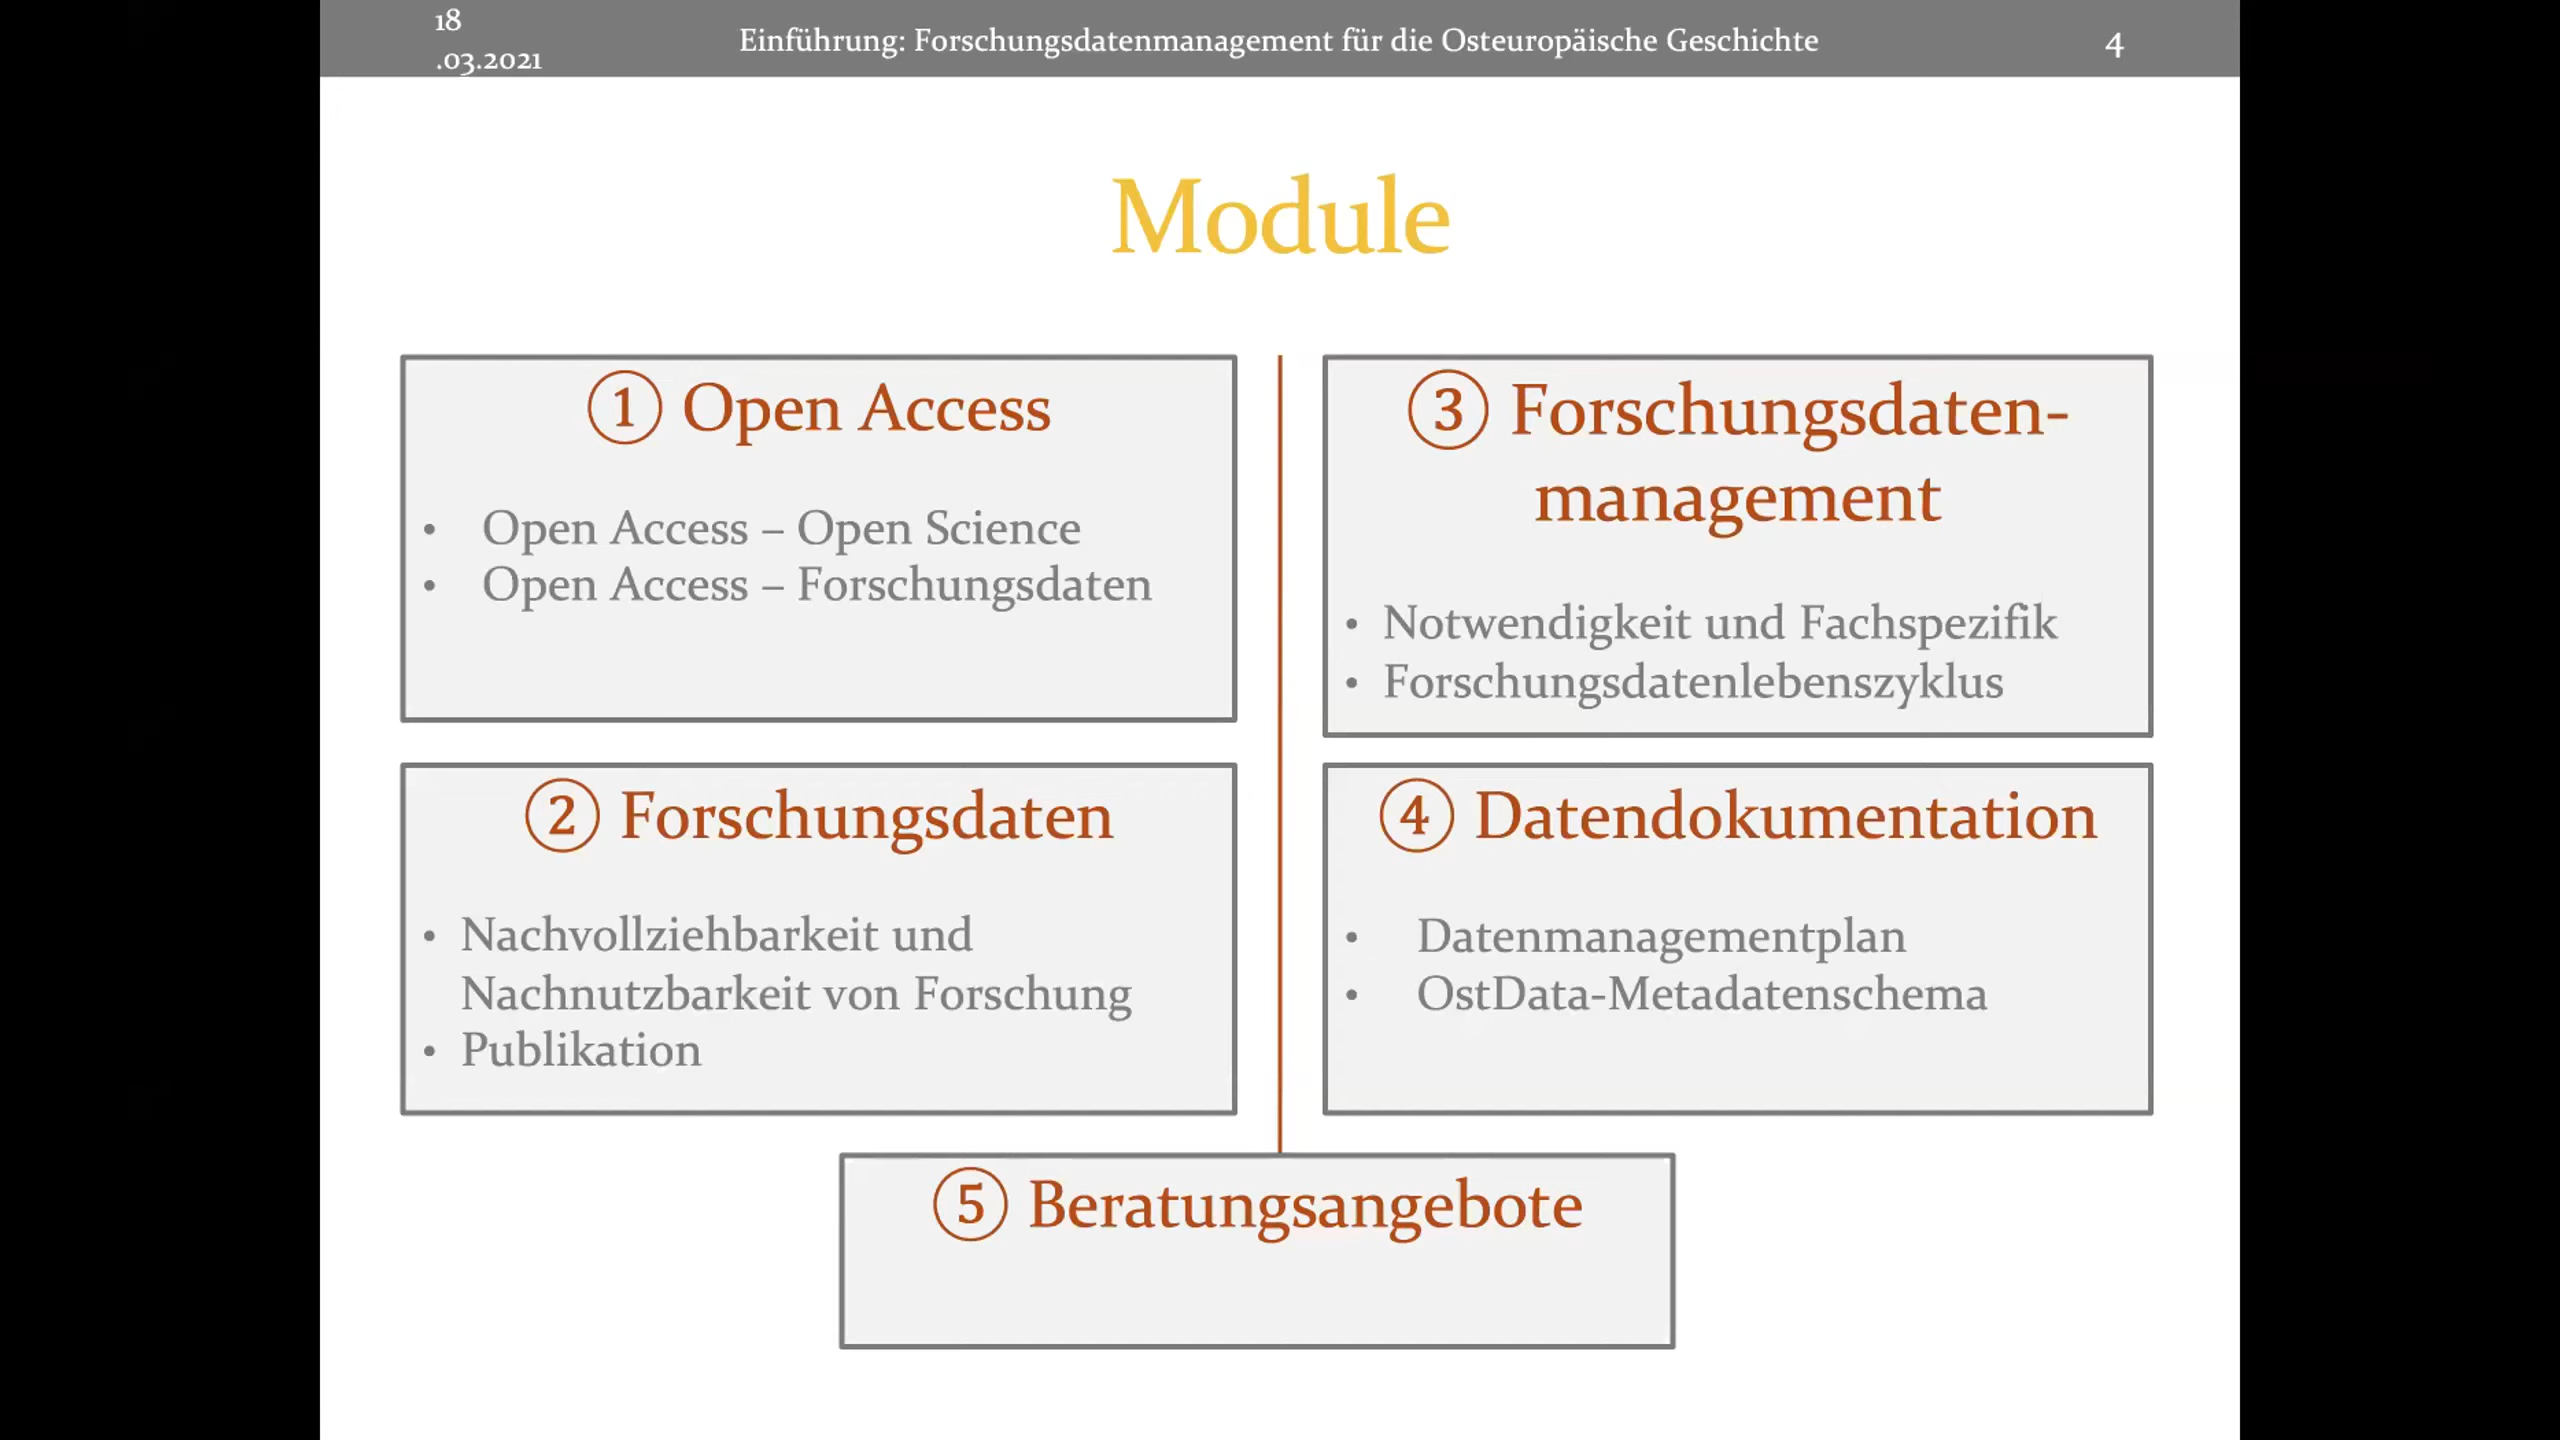 18
.03.2021
Einführung: Forschungsdatenmanagement für die Osteuropäische Geschichte
4
Module
① Open Access
• Open Access – Open Science
• Open Access – Forschungsdaten
② Forschungsdaten
• Nachvollziehbarkeit und
Nachnutzbarkeit von Forschung
• Publikation
③ Forschungsdaten-
management
• Notwendigkeit und Fachspezifik
• Forschungsdatenlebenszyklus
④ Datendokumentation
• Datenmanagementplan
• OstData-Metadatenschema
⑤ Beratungsangebote